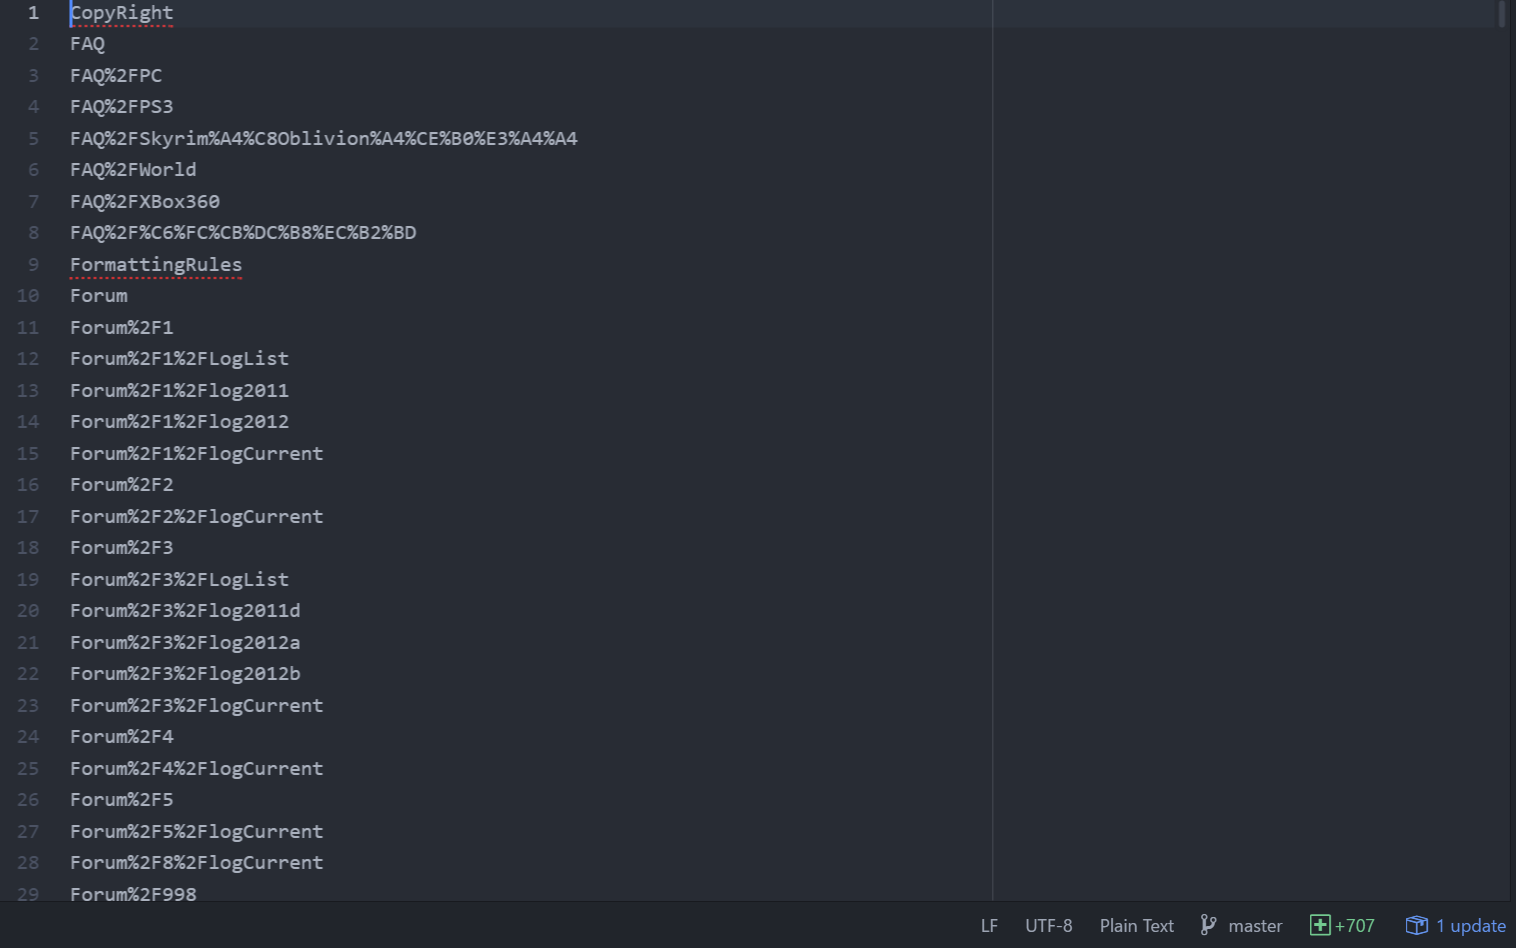 1 CopyRight
2 FAQ
3 FAQ%2FPC
4 FAQ%2FPS3
5 FAQ%2FSkyrim%A4%C8Oblivion%A4%CE%B0%E3%A4%A4
6 FAQ%2FWorld
7 FAQ%2FXBox360
8 FAQ%2F%C6%FC%CB%DC%B8%EC%B2%BD
9 FormattingRules
10 Forum
11 Forum%2F1
12 Forum%2F1%2FLogList
13 Forum%2F1%2Flog2011
14 Forum%2F1%2Flog2012
15 Forum%2F1%2FlogCurrent
16 Forum%2F2
17 Forum%2F2%2FlogCurrent
18 Forum%2F3
19 Forum%2F3%2FLogList
20 Forum%2F3%2Flog2011d
21 Forum%2F3%2Flog2012a
22 Forum%2F3%2Flog2012b
23 Forum%2F3%2FlogCurrent
24 Forum%2F4
25 Forum%2F4%2FlogCurrent
26 Forum%2F5
27 Forum%2F5%2FlogCurrent
28 Forum%2F8%2FlogCurrent
29 Forum%2F998
LF UTF-8 Plain Text master +707 1 update